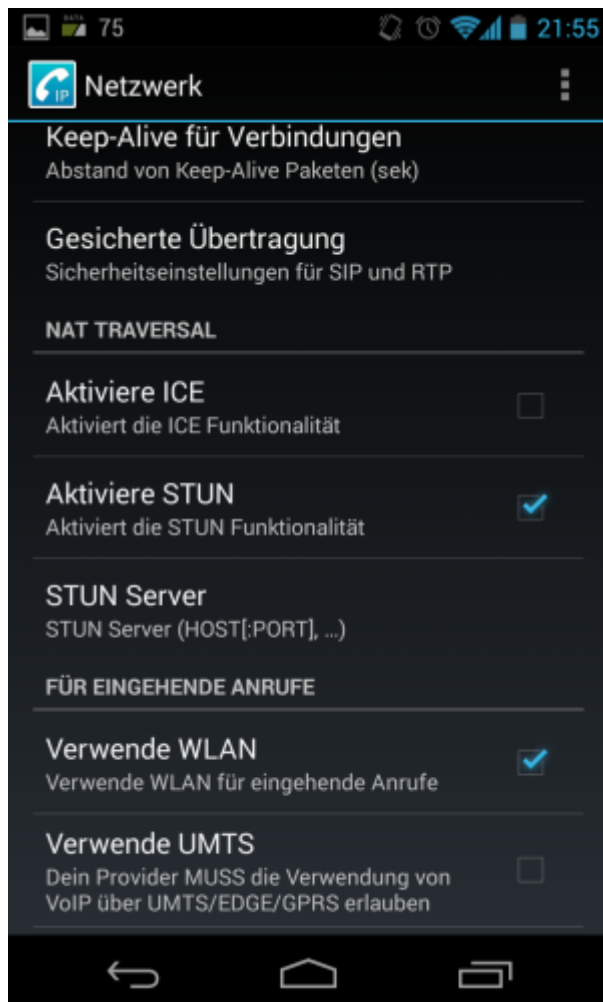 DATA
75
21:55
IP
Netzwerk
Keep-Alive für Verbindungen
Abstand von Keep-Alive Paketen (sek)
Gesicherte Übertragung
Sicherheitseinstellungen für SIP und RTP
NAT TRAVERSAL
Aktiviere ICE
Aktiviert die ICE Funktionalität
Aktiviere STUN
Aktiviert die STUN Funktionalität
STUN Server
STUN Server (HOST[:PORT], ...)
FÜR EINGEHENDE ANRUFE
Verwende WLAN
Verwende WLAN für eingehende Anrufe
Verwende UMTS
Dein Provider MUSS die Verwendung von
VoIP über UMTS/EDGE/GPRS erlauben